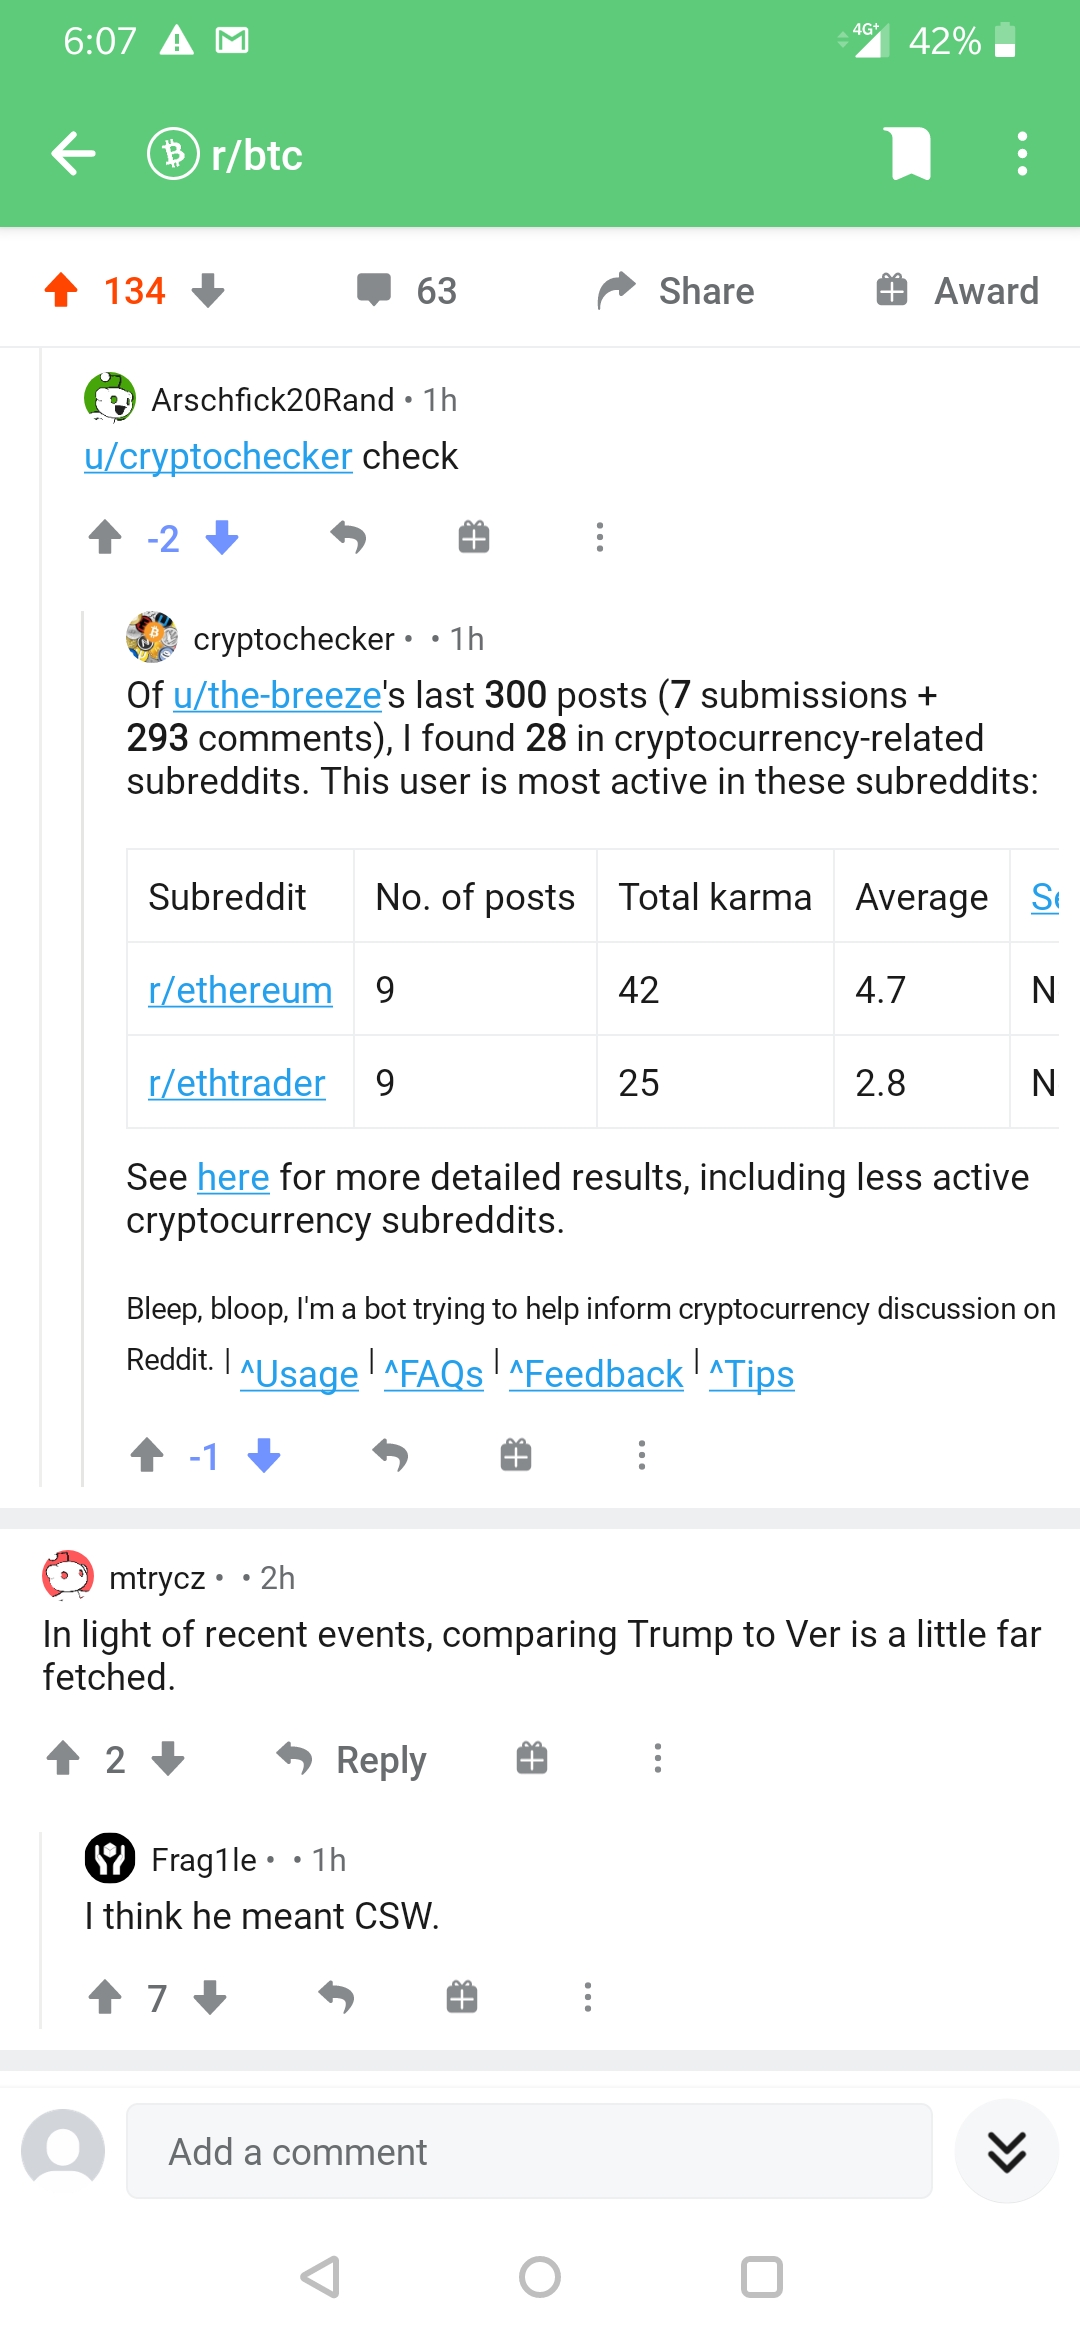 6:07 4G+ 42%
r/btc
134 63 Share Award
Arschfick20Rand • 1h
u/cryptochecker check
-2
cryptochecker • • 1h
Of u/the-breeze's last 300 posts (7 submissions +
293 comments), I found 28 in cryptocurrency-related
subreddits. This user is most active in these subreddits:
Subreddit No. of posts Total karma Average
r/ethereum 9 42 4.7 N
r/ethtrader 9 25 2.8 N
See here for more detailed results, including less active
cryptocurrency subreddits.
Bleep, bloop, I'm a bot trying to help inform cryptocurrency discussion on
Reddit. | ^Usage | ^FAQs | ^Feedback | ^Tips
-1
mtrycz • • 2h
In light of recent events, comparing Trump to Ver is a little far
fetched.
2 Reply
Frag1le • • 1h
I think he meant CSW.
7
Add a comment